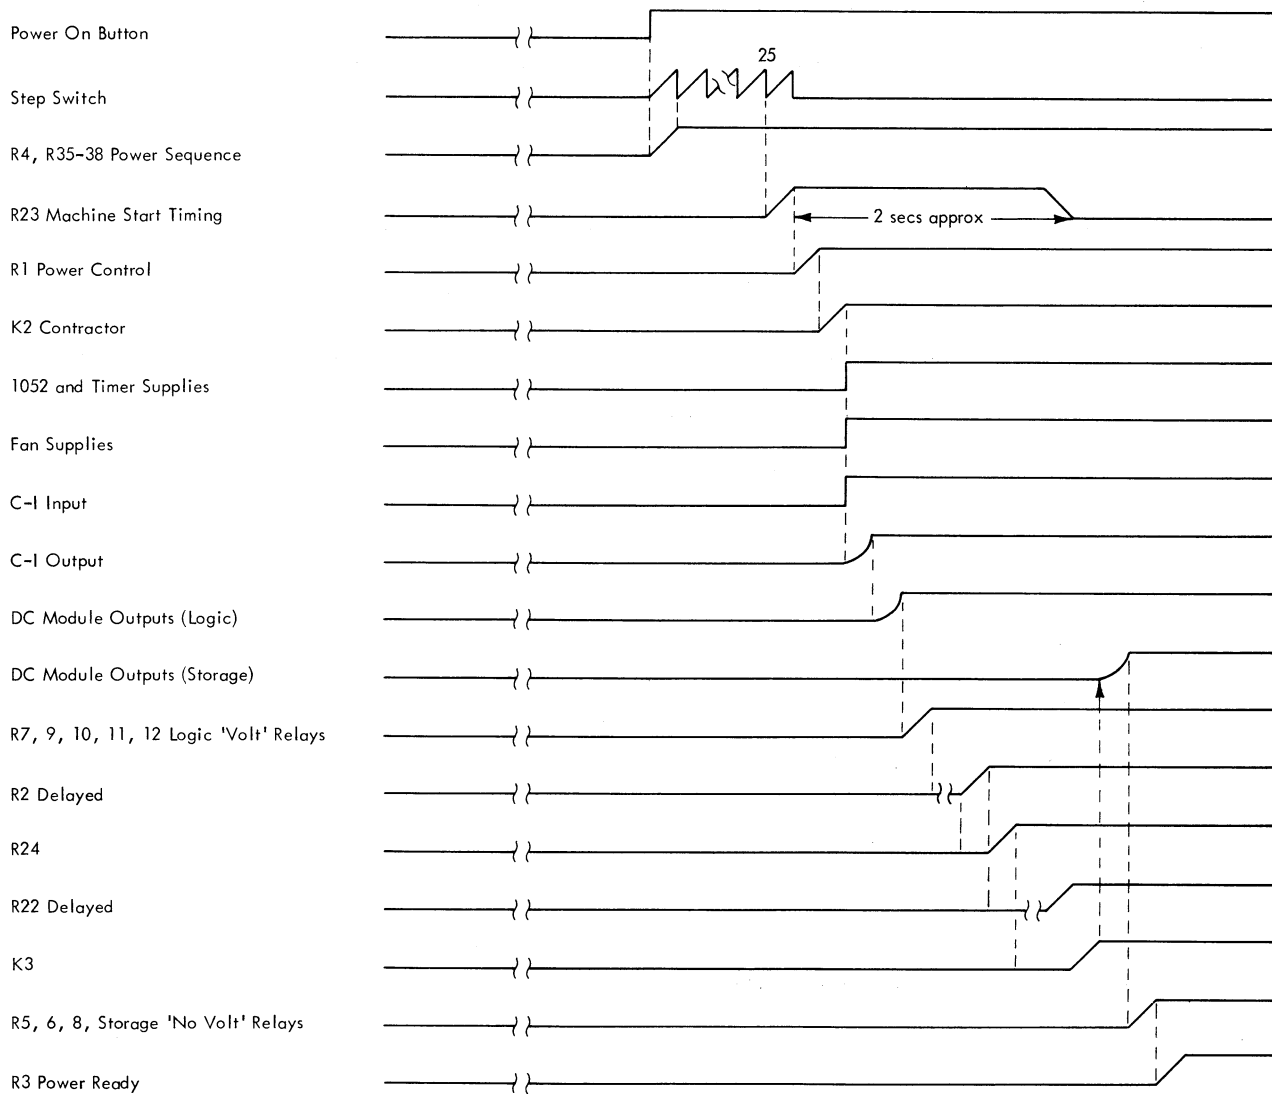 Power On Button
25
Step Switch
R4, R35-38 Power Sequence
R23 Machine Start Timing
2 secs approx
R1 Power Control
K2 Contractor
1052 and Timer Supplies
Fan Supplies
C-I Input
C-I Output
DC Module Outputs (Logic)
DC Module Outputs (Storage)
R7, 9, 10, 11, 12 Logic 'Volt' Relays
R2 Delayed
R24
R22 Delayed
K3
R5, 6, 8, Storage 'No Volt' Relays
R3 Power Ready